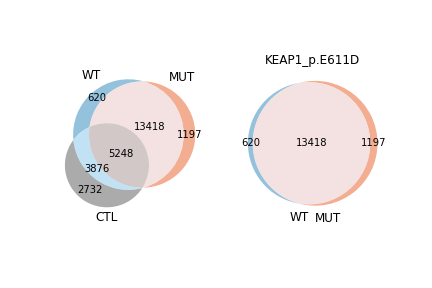 KEAP1_p.E611D
WT
MUT
620
13418
1197
5248
3876
2732
CTL
620
13418
1197
WT
MUT